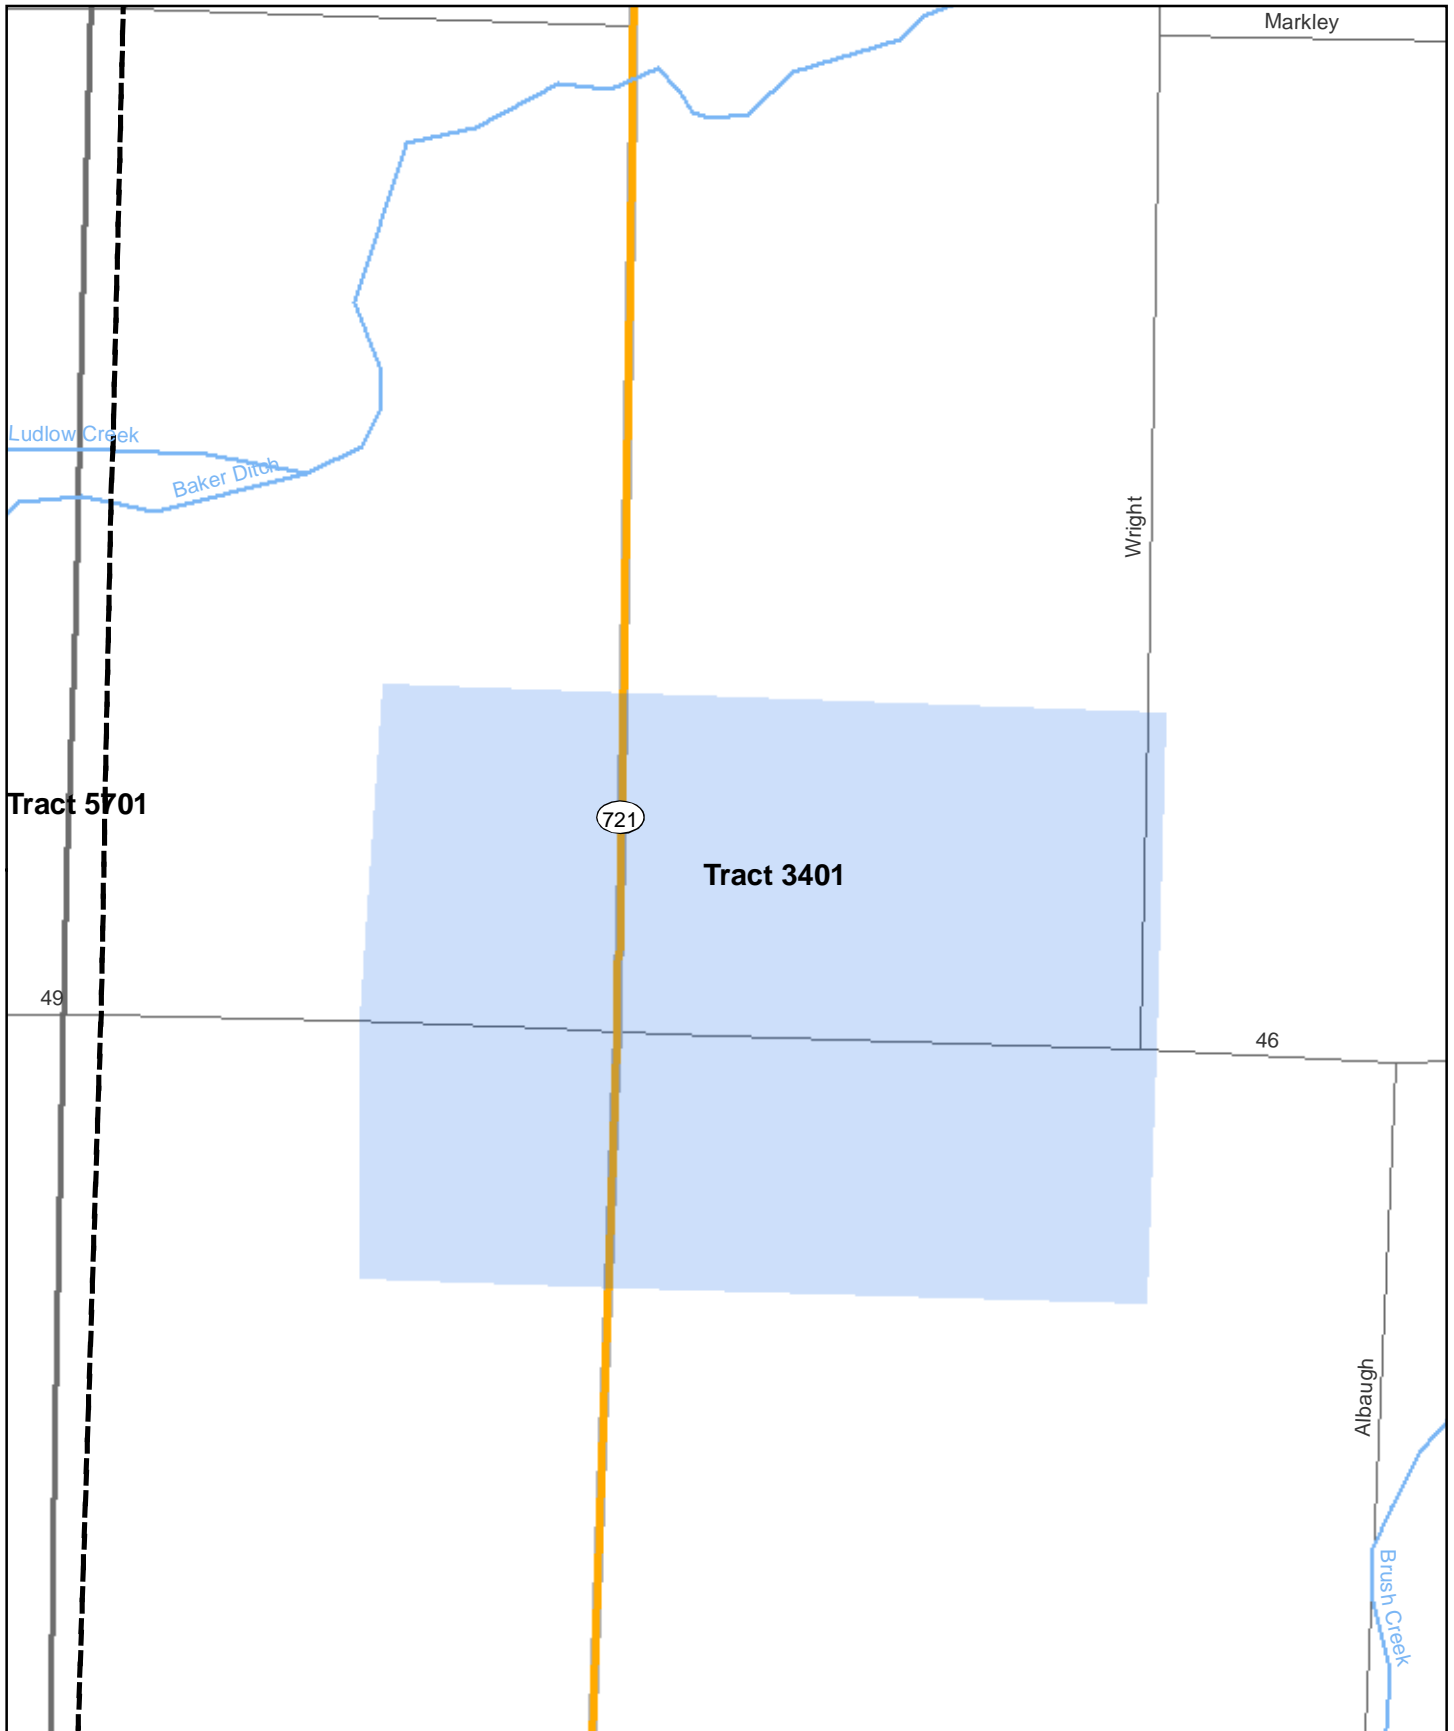 Markley
Ludlow Creek
Baker Ditch
Wright
Tract 5701
721
Tract 3401
49
46
Albaugh
Brush Creek